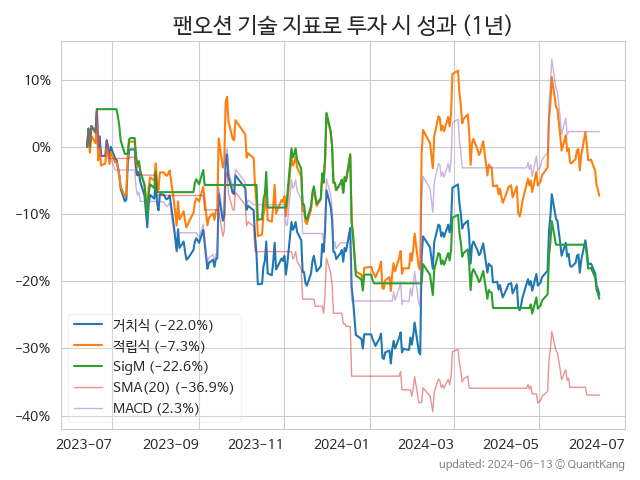 팬오션 기술 지표로 투자 시 성과 (1년)
10%
0%
−10%
−20%
−30%
−40%
거치식 (−22.0%)
적립식 (−7.3%)
SigM (−22.6%)
SMA(20) (−36.9%)
MACD (2.3%)
2023-07 2023-09 2023-11 2024-01 2024-03 2024-05 2024-07
updated: 2024-06-13 ⓒ QuantKang